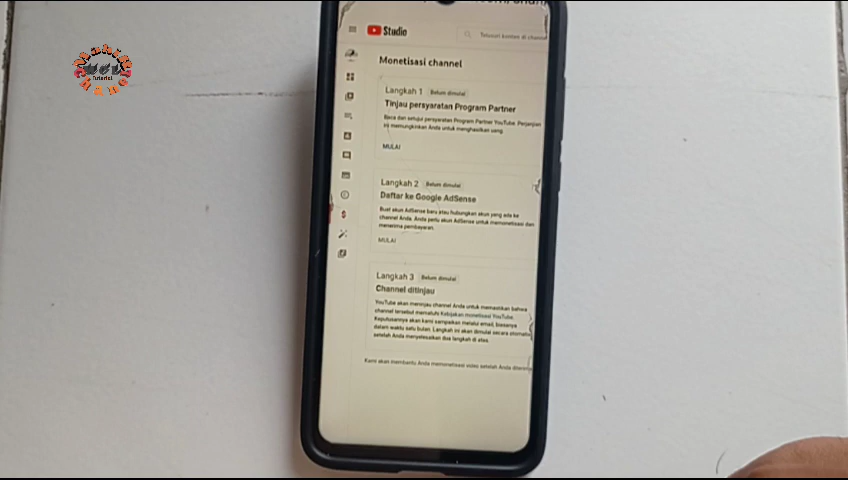 Studio
Telusuri konten di channel
Monetisasi channel
Langkah 1 Belum dimulai
Tinjau persyaratan Program Partner
Baca dan setujui persyaratan Program Partner YouTube. Perjanjian
ini memungkinkan Anda untuk menghasilkan uang.
MULAI
Langkah 2 Belum dimulai
Daftar ke Google AdSense
Buat akun AdSense baru atau hubungkan akun yang ada ke
channel Anda. Anda perlu akun AdSense untuk memonetisasi dan
menerima pembayaran.
MULAI
Langkah 3 Belum dimulai
Channel ditinjau
YouTube akan meninjau channel Anda untuk memastikan bahwa
channel tersebut mematuhi Kebijakan monetisasi YouTube.
Keputusannya akan kami sampaikan melalui email, biasanya
dalam waktu satu bulan. Langkah ini akan dimulai secara otomatis
setelah Anda menyelesaikan dua langkah di atas.
Kami akan membantu Anda memonetisasi video setelah Anda
Tutorial